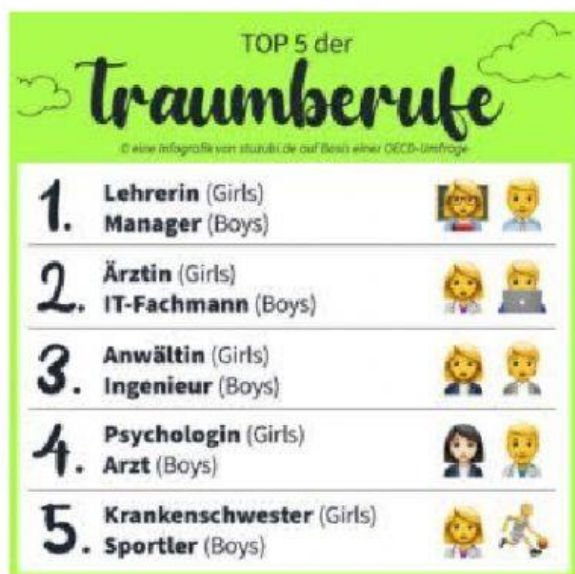 TOP 5 der
Traumberufe
© eine Infografik von stuzubi.de auf Basis einer OECD-Umfrage
1. Lehrerin (Girls)
Manager (Boys)
2. Ärztin (Girls)
IT-Fachmann (Boys)
3. Anwältin (Girls)
Ingenieur (Boys)
4. Psychologin (Girls)
Arzt (Boys)
5. Krankenschwester (Girls)
Sportler (Boys)